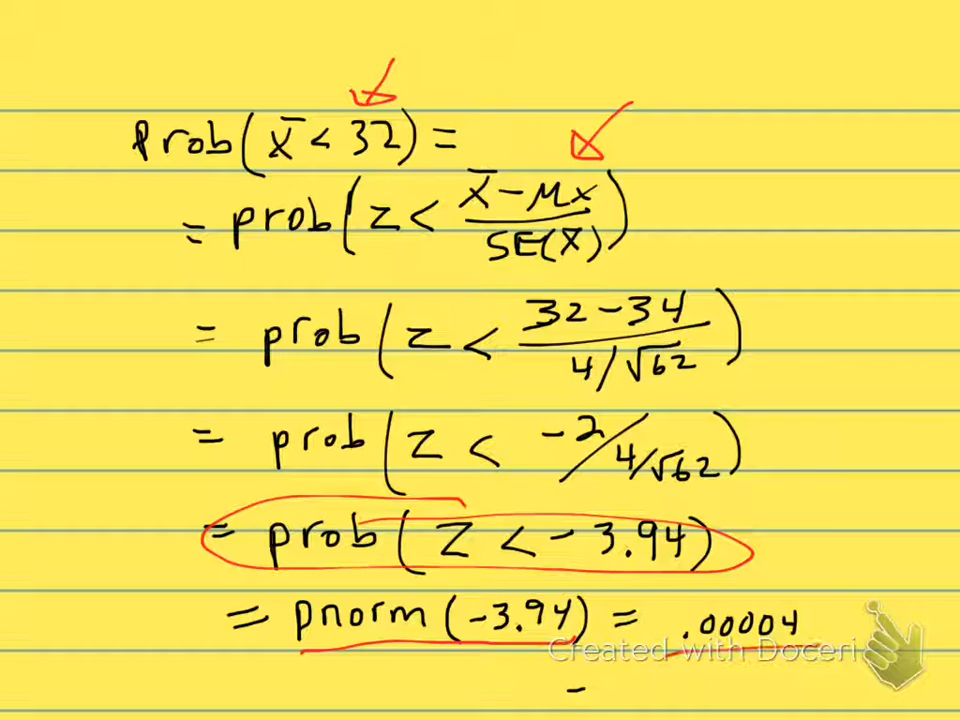 Prob(x̄ < 32) =
= prob(z < (x̄ - μx)/SE(x̄))
= prob(z < (32-34)/(4/√62))
= prob(z < -2/4/√62)
= prob(z < -3.94)
= pnorm(-3.94) = .00004
Created with Doceri
-